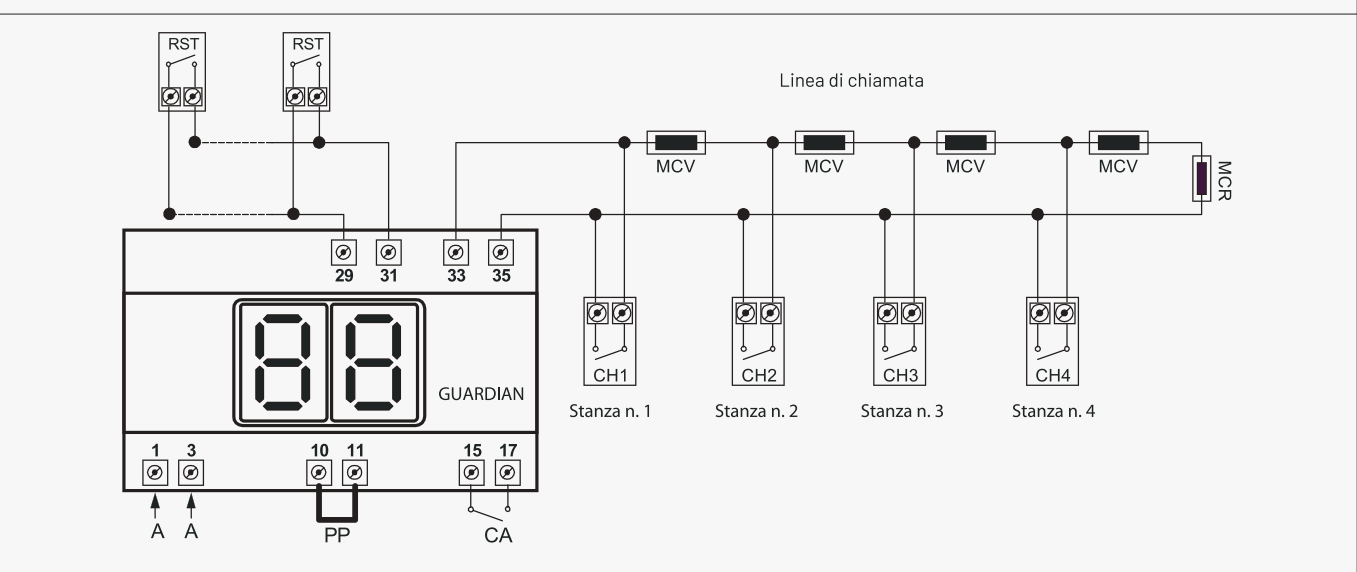 RST
RST
Linea di chiamata
MCV
MCV
MCV
MCV
MCR
29
31
33
35
88
GUARDIAN
CH1
CH2
CH3
CH4
Stanza n. 1
Stanza n. 2
Stanza n. 3
Stanza n. 4
1
3
10
11
15
17
A
A
PP
CA